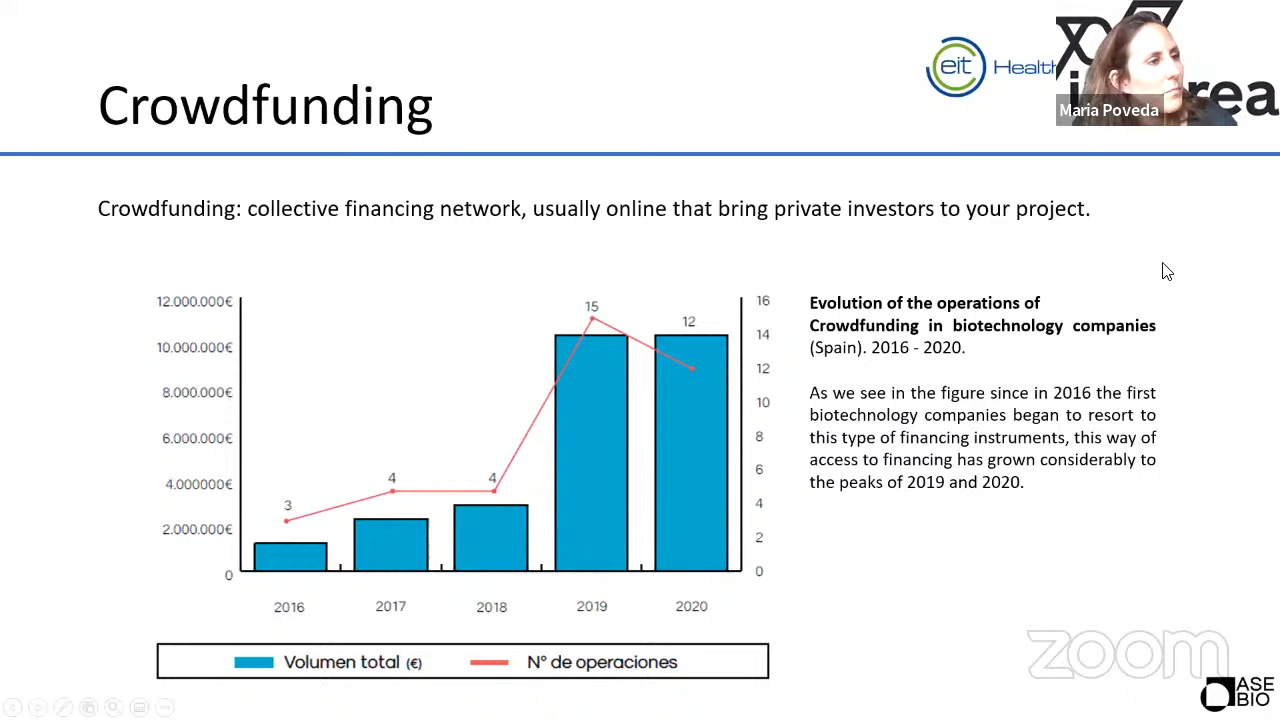 eit Health
Maria Poveda
Crowdfunding
Crowdfunding: collective financing network, usually online that bring private investors to your project.
12.000.000€
10.000.000€
8.000.000€
6.000.000€
4.000000€
2.000.000€
0
16
14
12
10
8
6
4
2
0
3
4
4
15
12
2016
2017
2018
2019
2020
Volumen total (€)
N° de operaciones
Evolution of the operations of
Crowdfunding in biotechnology companies
(Spain). 2016 - 2020.
As we see in the figure since in 2016 the first
biotechnology companies began to resort to
this type of financing instruments, this way of
access to financing has grown considerably to
the peaks of 2019 and 2020.
zoom
ASE
BIO